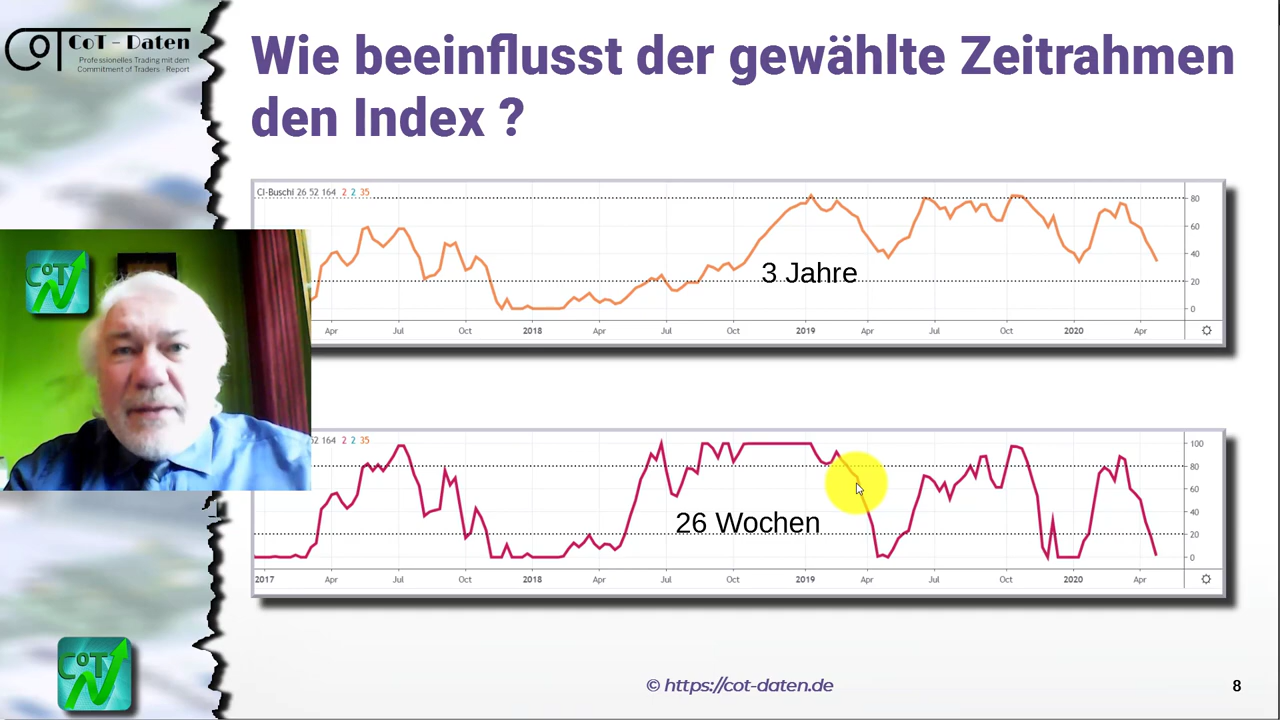 COT CoT - Daten
Professionelles Trading mit dem
Commitment of Traders - Report
Wie beeinflusst der gewählte Zeitrahmen
den Index ?
CI-Buschi 26 52 164 2 2 35
80
60
40
20
0
3 Jahre
Apr Jul Oct 2018 Apr Jul Oct 2019 Apr Jul Oct 2020 Apr
COT
52 164 2 2 35
100
80
60
40
20
0
26 Wochen
2017 Apr Jul Oct 2018 Apr Jul Oct 2019 Apr Jul Oct 2020 Apr
COT
© https://cot-daten.de
8